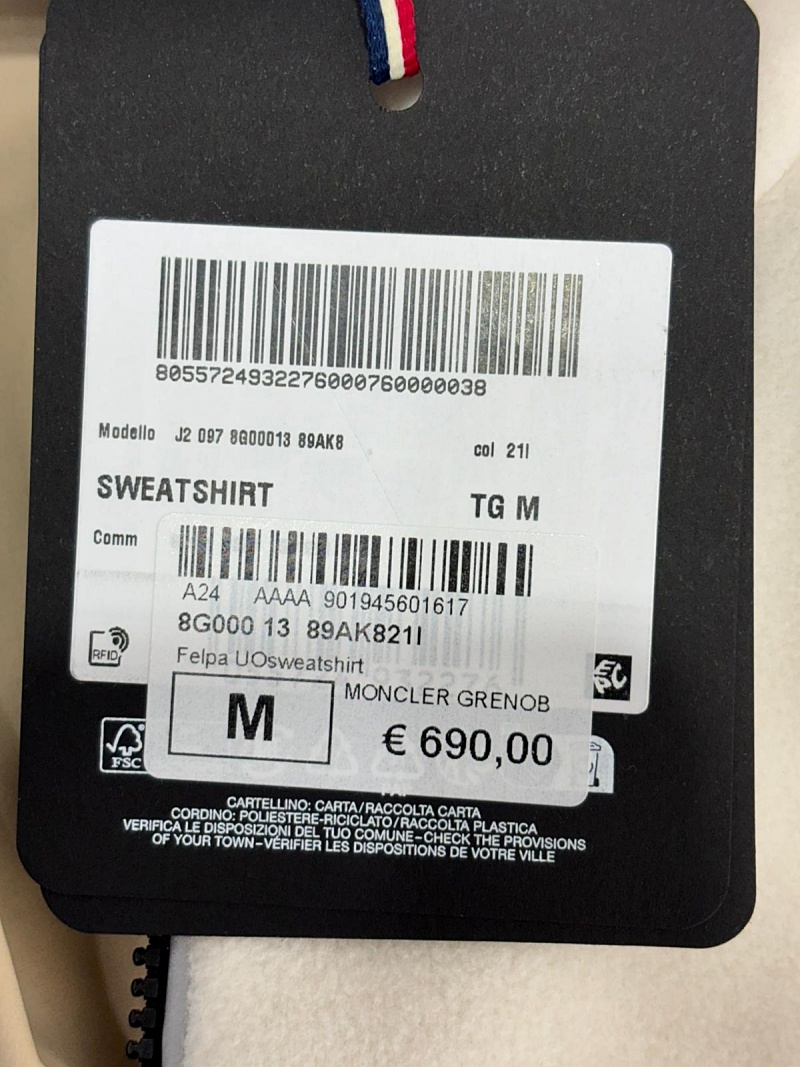 8055724932276000760000038
Modello J2 097 8G00013 89AK8 col 21I
SWEATSHIRT TG M
Comm
A24 AAAA 901945601617
8G000 13 89AK821I
Felpa UOsweatshirt
RFID
M
MONCLER GRENOB
€ 690,00
FSC
CARTELLINO: CARTA/RACCOLTA CARTA
CORDINO: POLIESTERE-RICICLATO/RACCOLTA PLASTICA
VERIFICA LE DISPOSIZIONI DEL TUO COMUNE-CHECK THE PROVISIONS
OF YOUR TOWN-VÉRIFIER LES DISPOSITIONS DE VOTRE VILLE